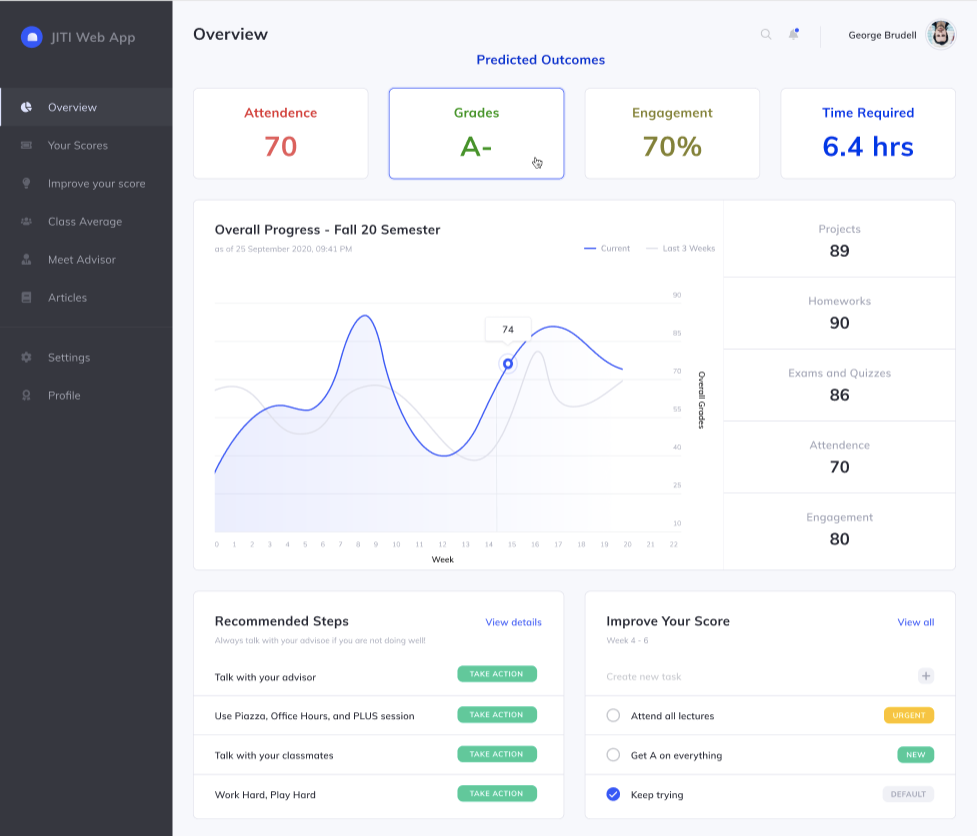 JITI Web App
Overview
Your Scores
Improve your score
Class Average
Meet Advisor
Articles
Settings
Profile
Overview
George Brudell
Predicted Outcomes
Attendence
70
Grades
A-
Engagement
70%
Time Required
6.4 hrs
Overall Progress - Fall 20 Semester
as of 25 September 2020, 09:41 PM
Current
Last 3 Weeks
90
85
70
55
40
25
10
74
Overall Grades
0 1 2 3 4 5 6 7 8 9 10 11 12 13 14 15 16 17 18 19 20 21 22
Week
Projects
89
Homeworks
90
Exams and Quizzes
86
Attendence
70
Engagement
80
Recommended Steps
View details
Always talk with your advisoe if you are not doing well!
Talk with your advisor
TAKE ACTION
Use Piazza, Office Hours, and PLUS session
TAKE ACTION
Talk with your classmates
TAKE ACTION
Work Hard, Play Hard
TAKE ACTION
Improve Your Score
View all
Week 4 - 6
Create new task
Attend all lectures
URGENT
Get A on everything
NEW
Keep trying
DEFAULT